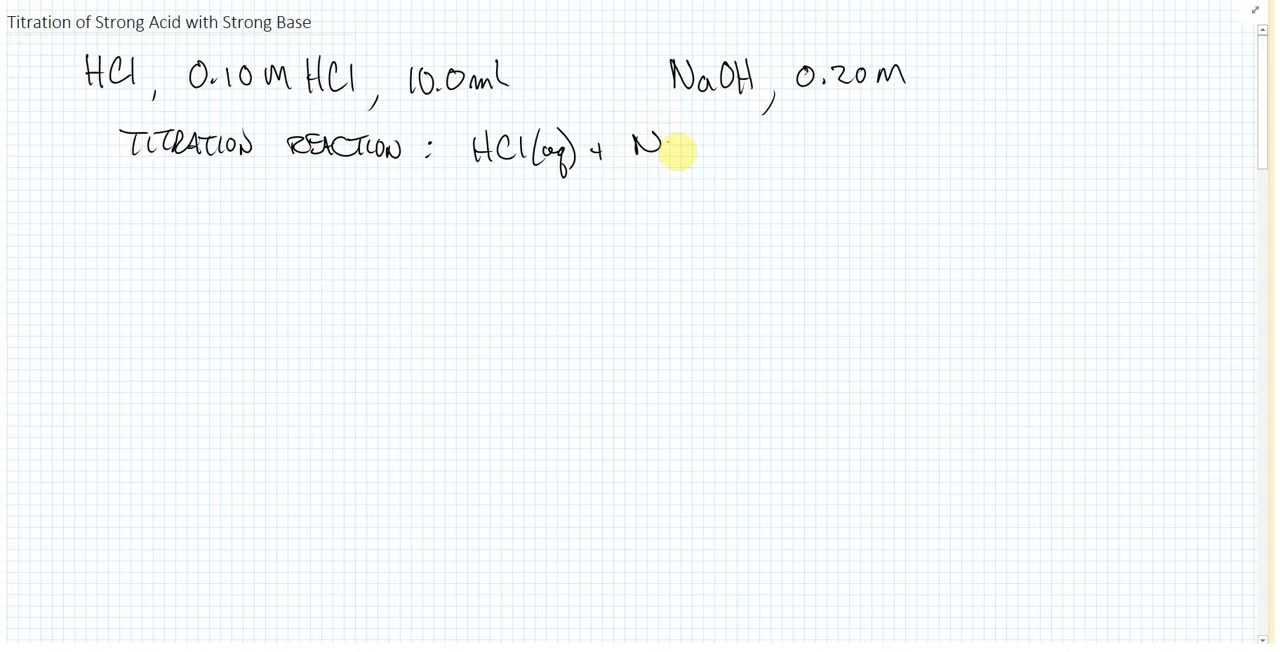 Titration of Strong Acid with Strong Base
HCl, 0.10 M HCl, 10.0 ml NaOH, 0.20 M
TITRATION REACTION : HCl(aq) + N